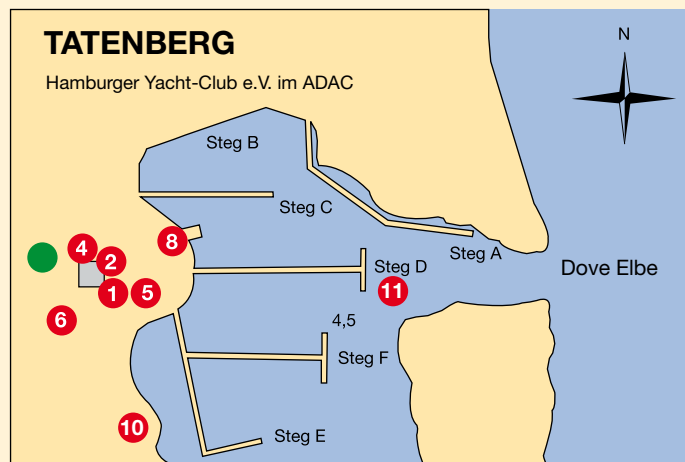 TATENBERG
Hamburger Yacht-Club e.V. im ADAC
N
Steg B
Steg C
Steg A
8
4
2
Steg D
Dove Elbe
1
5
11
6
4,5
Steg F
10
Steg E